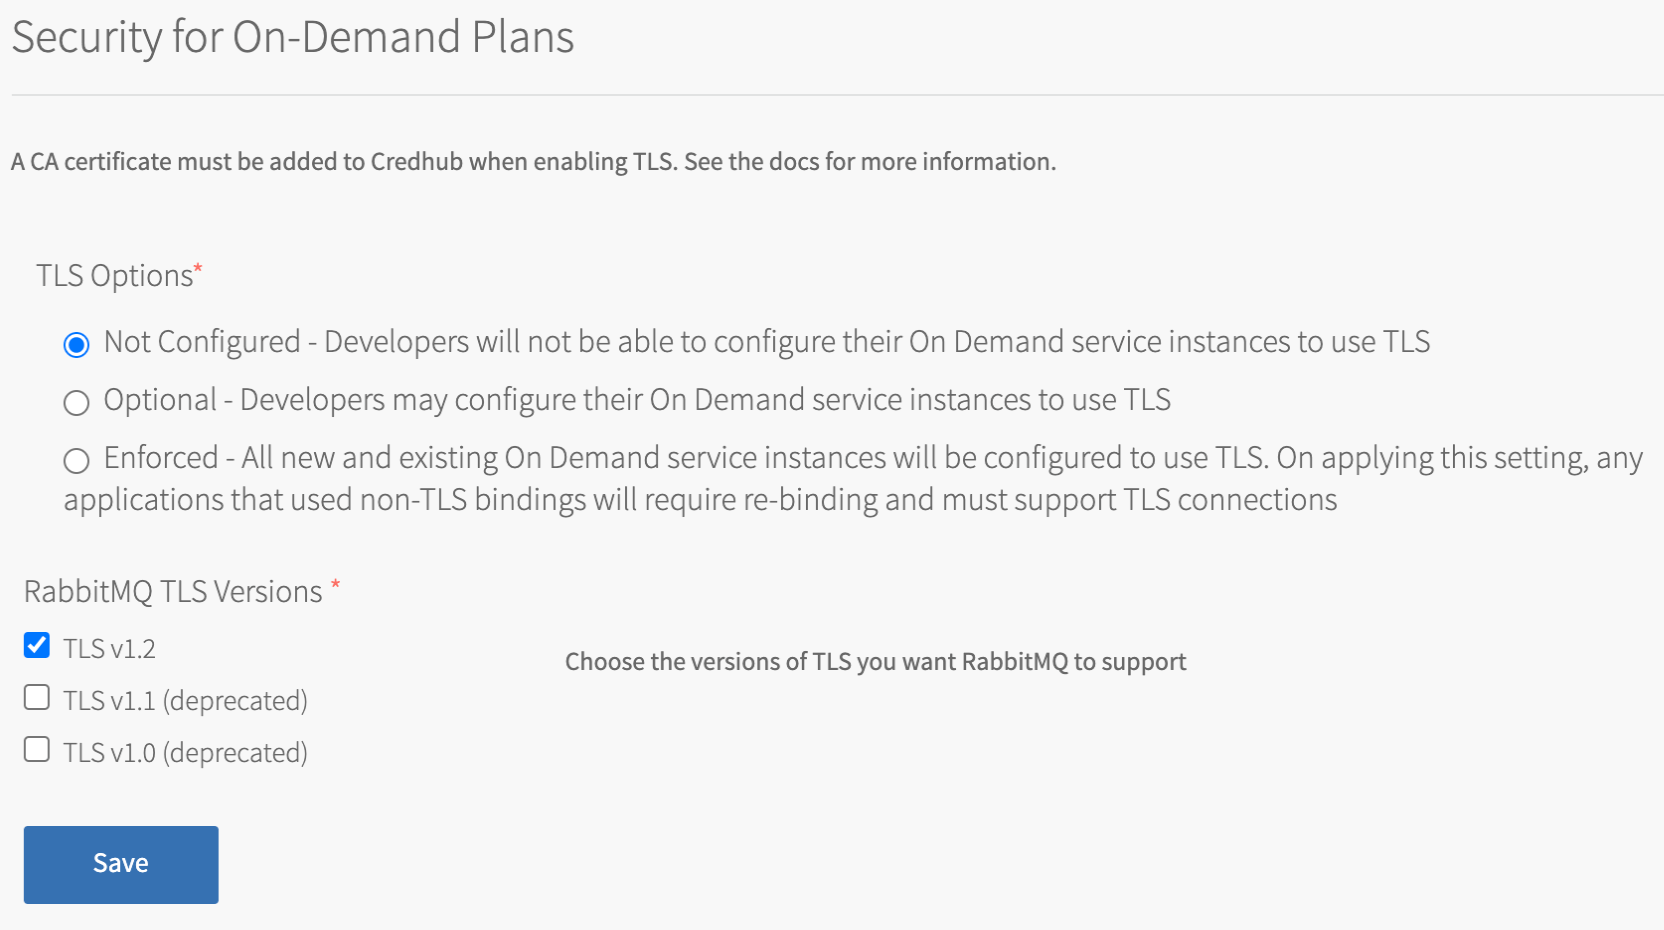 Security for On-Demand Plans
A CA certificate must be added to Credhub when enabling TLS. See the docs for more information.
TLS Options*
Not Configured - Developers will not be able to configure their On Demand service instances to use TLS
Optional - Developers may configure their On Demand service instances to use TLS
Enforced - All new and existing On Demand service instances will be configured to use TLS. On applying this setting, any
applications that used non-TLS bindings will require re-binding and must support TLS connections
RabbitMQ TLS Versions *
TLS v1.2
Choose the versions of TLS you want RabbitMQ to support
TLS v1.1 (deprecated)
TLS v1.0 (deprecated)
Save